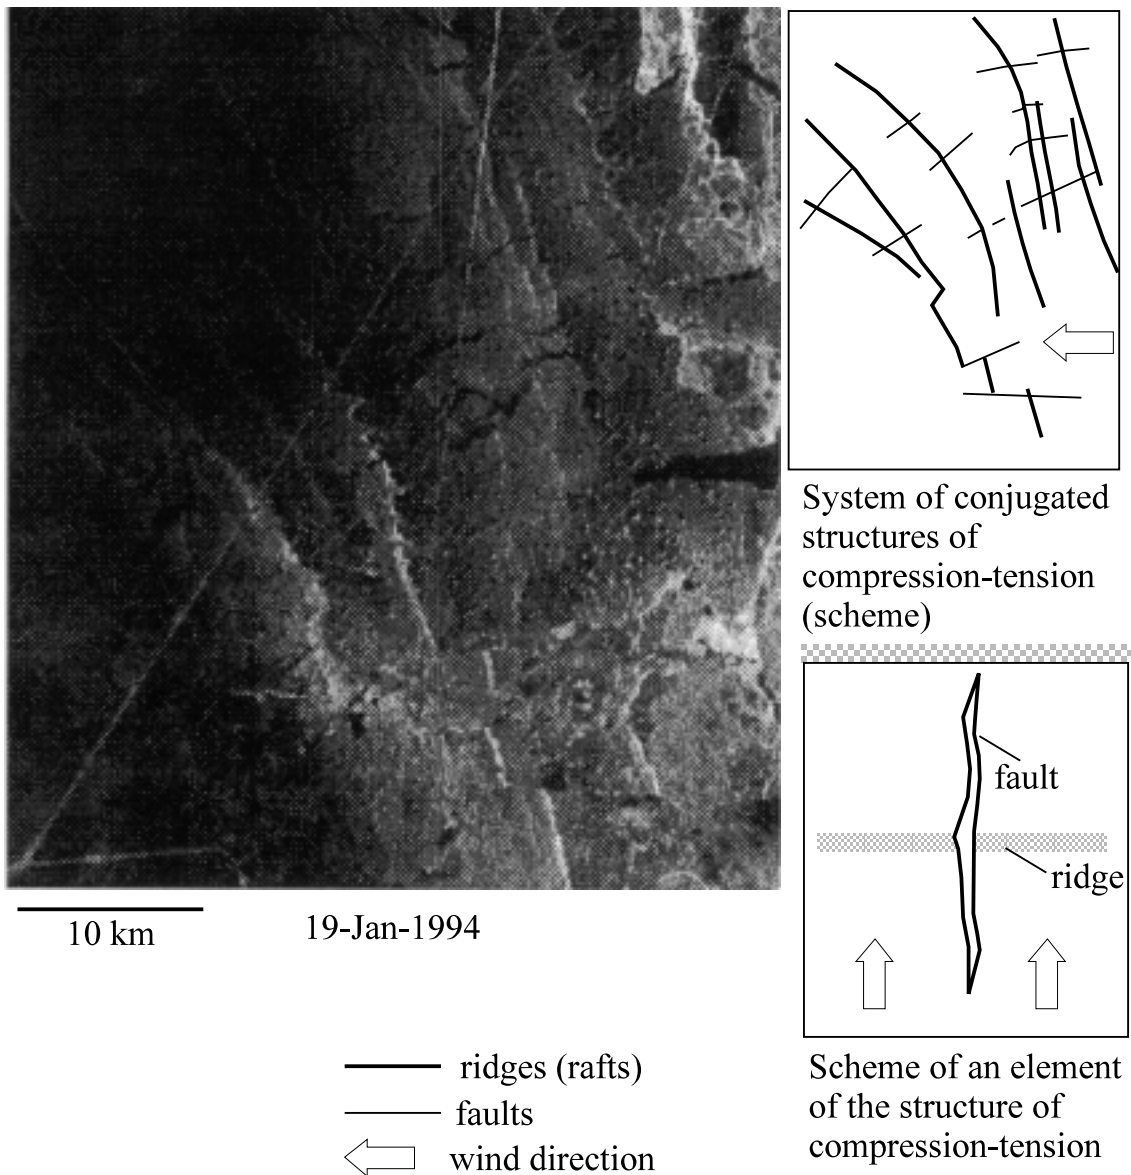 System of conjugated
structures of
compression-tension
(scheme)
fault
ridge
10 km
19-Jan-1994
ridges (rafts)
faults
wind direction
Scheme of an element
of the structure of
compression-tension